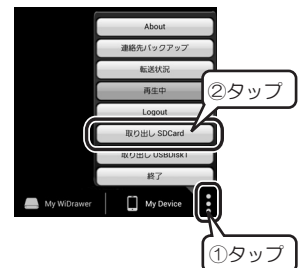 About
連絡先バックアップ
転送状況
再生中
②タップ
Logout
取り出し SDCard
取り出し USBDisk1
終了
My WiDrawer
My Device
①タップ